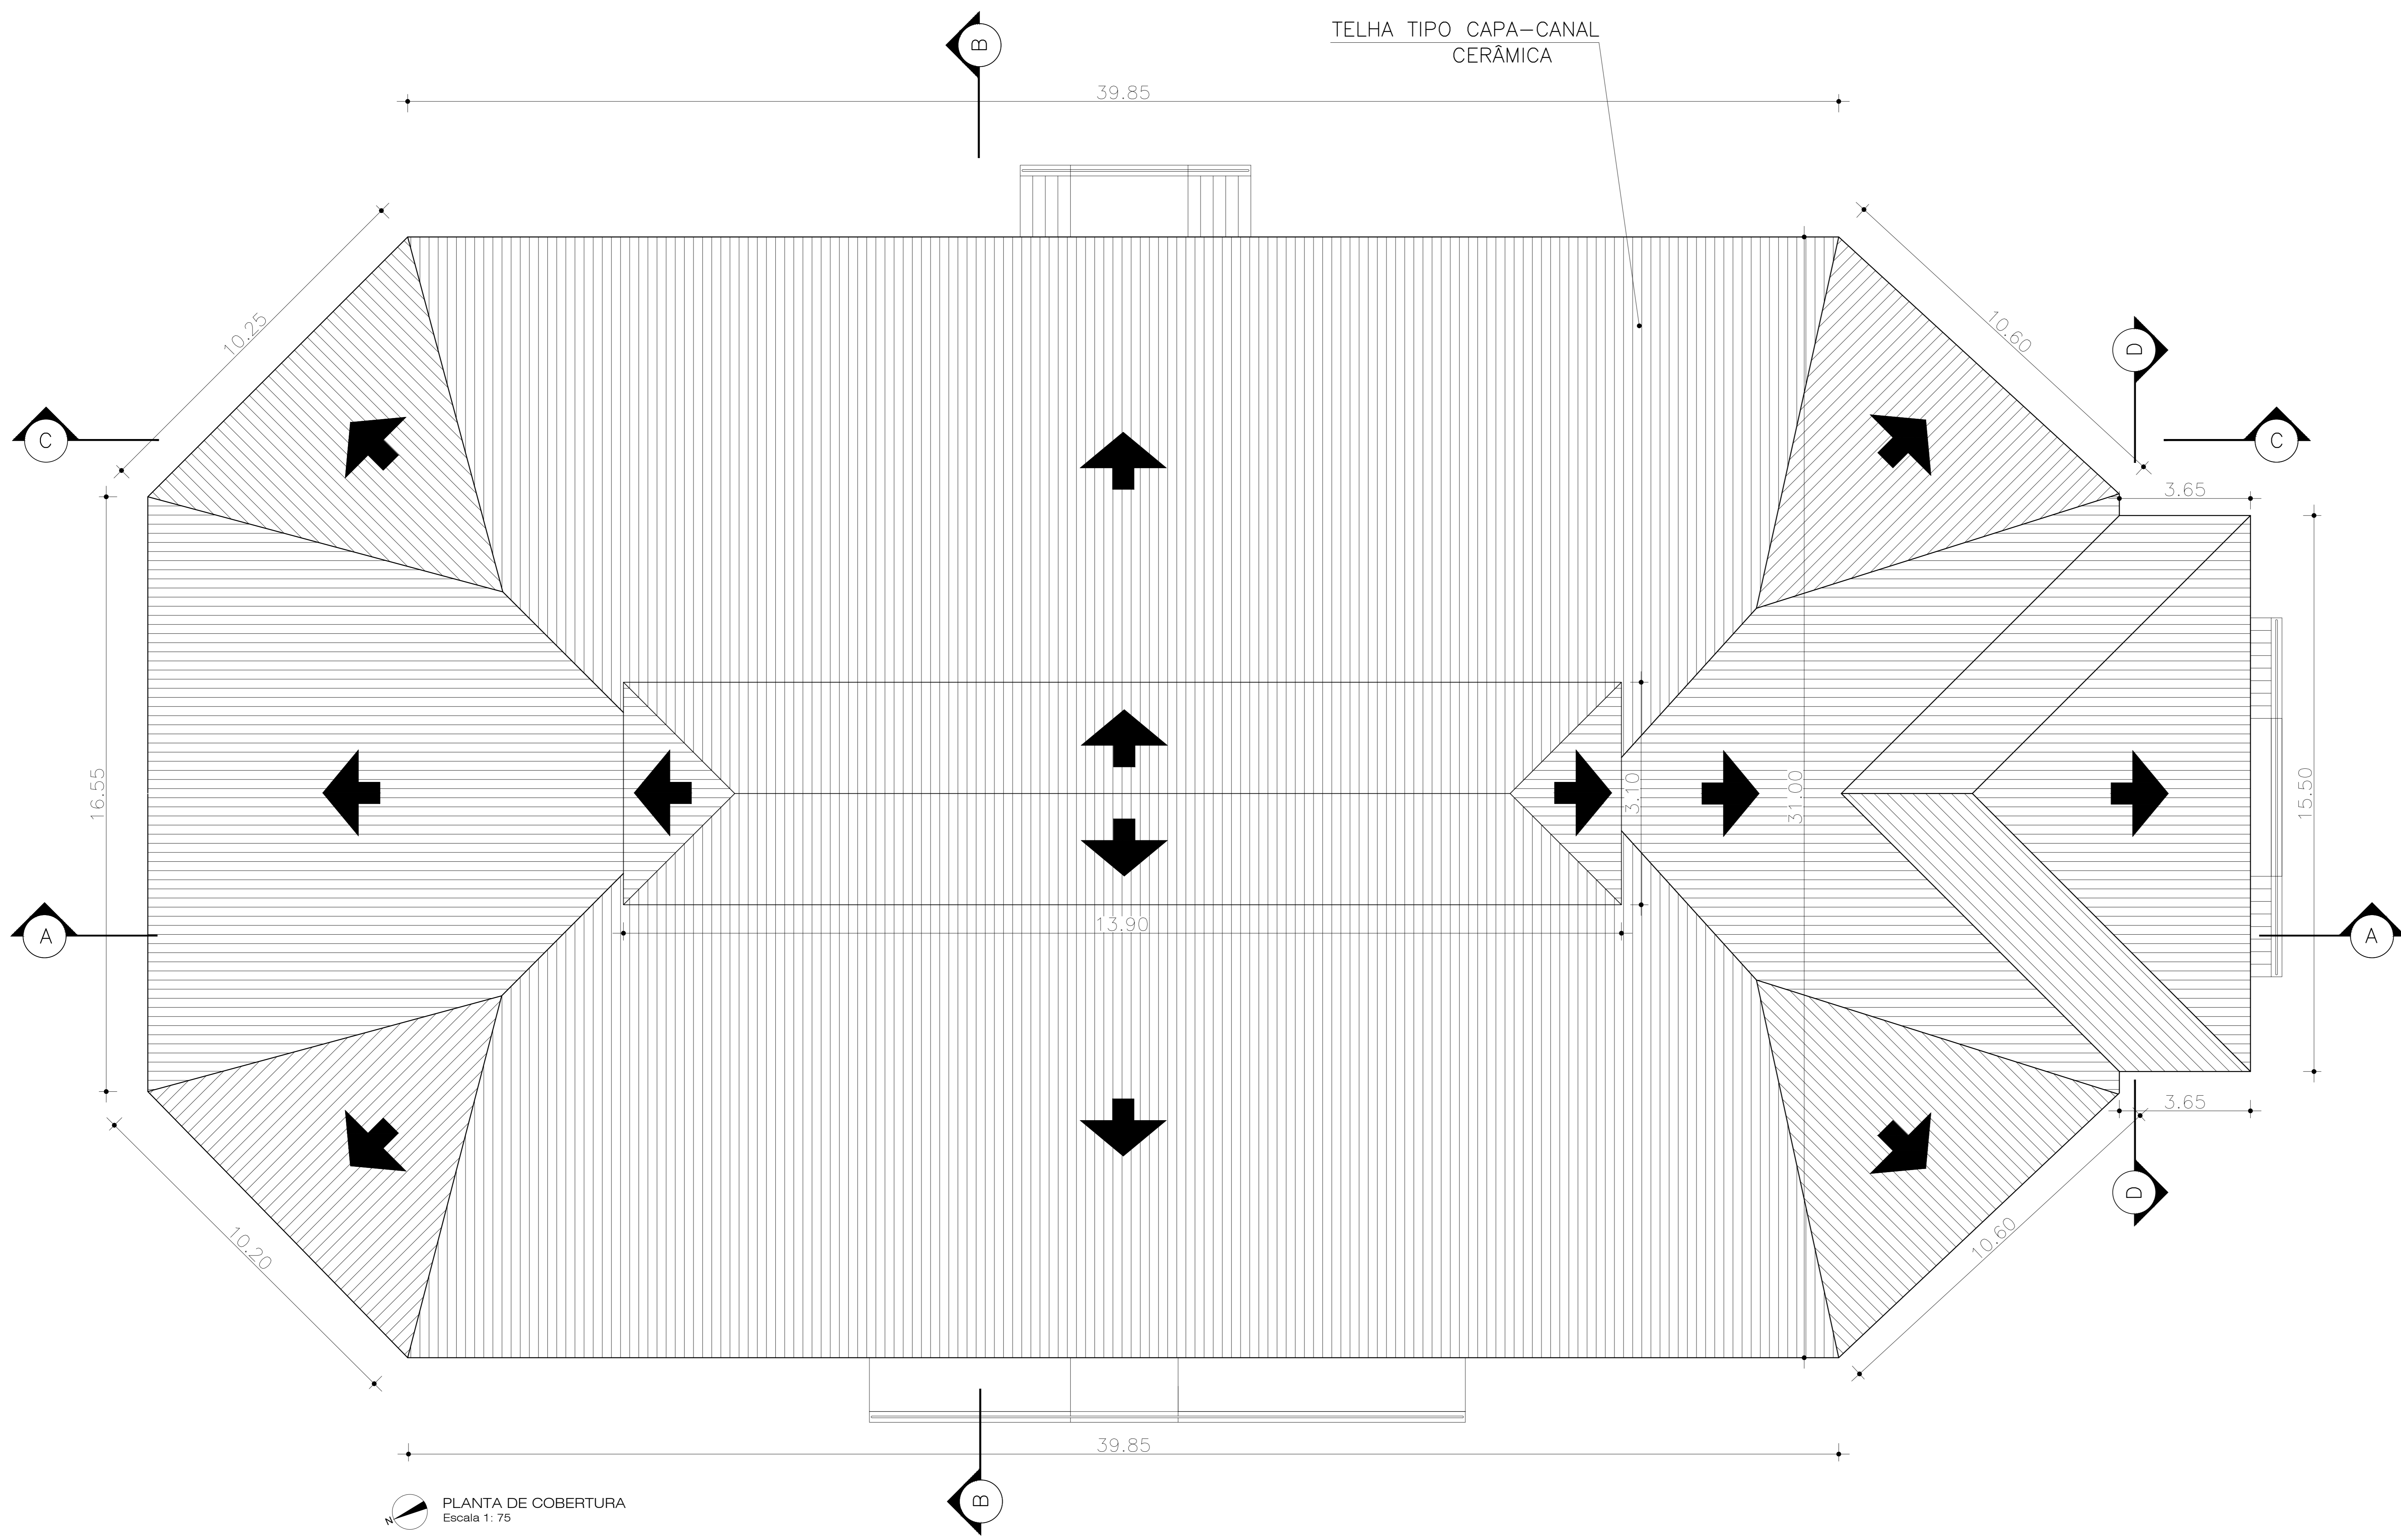 B
TELHA TIPO CAPA-CANAL
CERÂMICA
39.85
10.25
10.60
D
C
C
3.65
16.55
3.10
31.00
15.50
13.90
A
A
3.65
D
10.20
10.60
39.85
B
N
PLANTA DE COBERTURA
Escala 1: 75